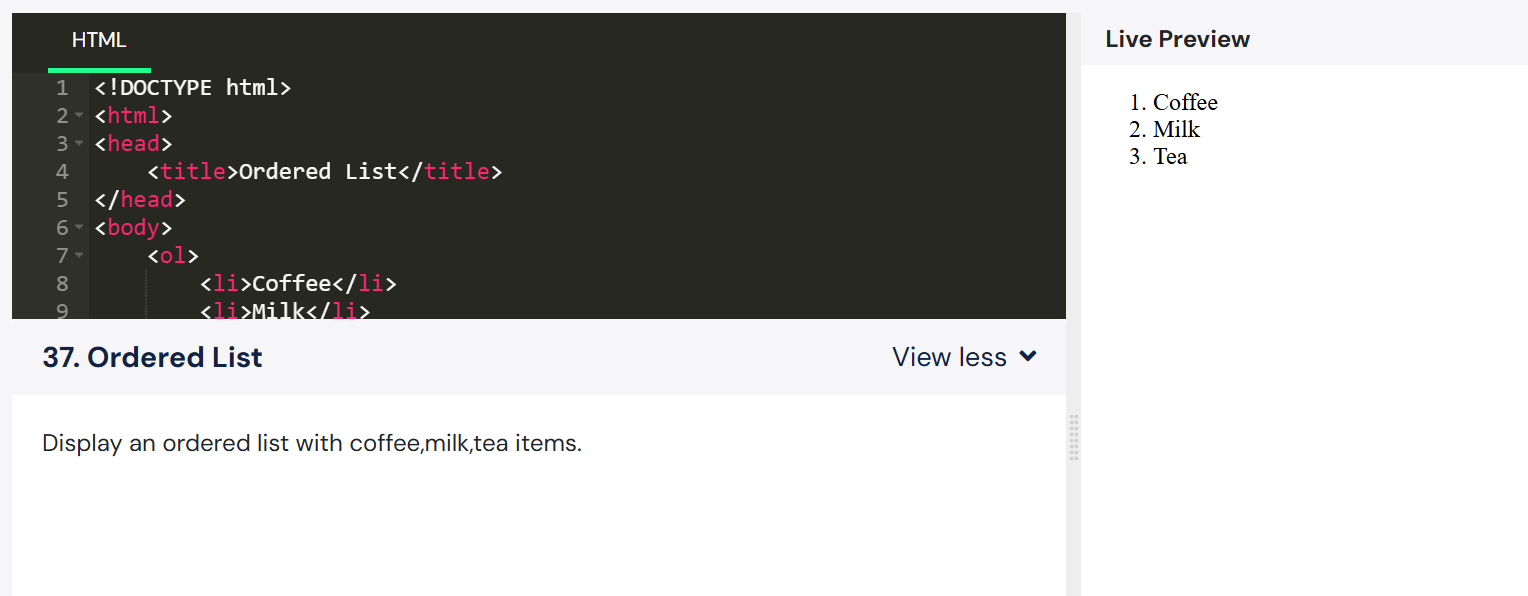 HTML
1 <!DOCTYPE html>
2 <html>
3 <head>
4 <title>Ordered List</title>
5 </head>
6 <body>
7 <ol>
8 <li>Coffee</li>
9 <li>Milk</li>
37. Ordered List
View less
Display an ordered list with coffee,milk,tea items.
Live Preview
1. Coffee
2. Milk
3. Tea